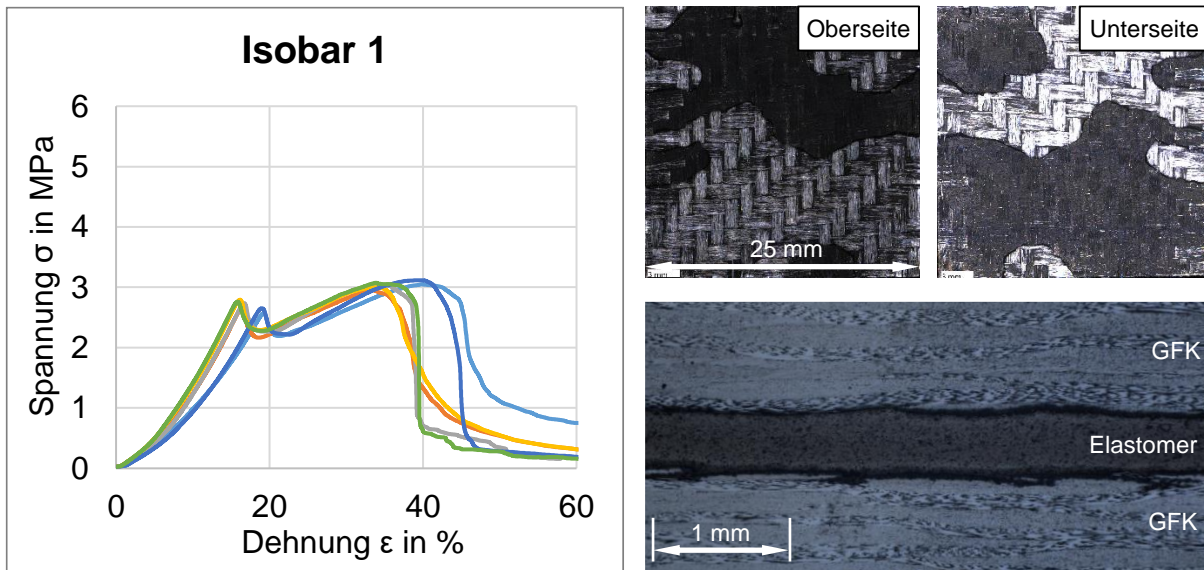 Isobar 1
Spannung σ in MPa
6
5
4
3
2
1
0
0 20 40 60
Dehnung ε in %
Oberseite
25 mm
Unterseite
GFK
Elastomer
GFK
1 mm